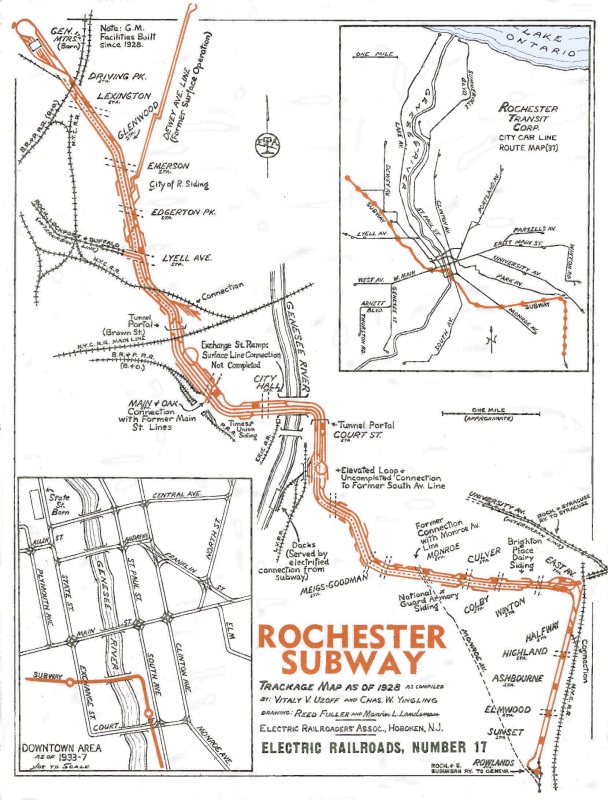 GEN. MTRS.
(Barn)
Note: G.M.
Facilities Built
since 1928.
DRIVING PK.
STA.
LEXINGTON
STA.
GLENWOOD
STA.
DEWEY AVE. LINE
(Former Surface Operation)
B.R.& P. R.R. (B&O)
N.Y.C. R.R.
EMERSON
STA.
City of R. Siding
EDGERTON PK.
STA.
ROCH., LOCKPORT & BUFFALO
LYELL AVE.
STA.
N.Y.C. R.R.
Connection
Tunnel
Portal
(Brown St.)
N.Y.C. R.R. MAIN LINE
B.R.& P. R.R.
(B.&O.)
Exchange St. Ramp:
Surface Line Connection
Not Completed
GENESEE RIVER
CITY
HALL
STA.
MAIN & OAK
Connection
with Former Main
St. Lines
Times
Union
Siding
P.R.R.
ERIE R.R.
Tunnel Portal
COURT ST.
STA.
Elevated Loop &
Uncompleted Connection
to Former South Av. Line
L.V.R.R.
Docks
(Served by
electrified
connection from
subway)
ONE MILE
(APPROXIMATE)
UNIVERSITY AV.
ROCH. & SYRACUSE
RY. TO SYRACUSE
Former
Connection
with Monroe Av.
Line
MONROE
STA.
CULVER
STA.
Brighton
Place
Dairy
Siding
EAST AV.
STA.
MEIGS-GOODMAN
STA.
National
Guard Armory
Siding
COLBY
STA.
WINTON
STA.
MONROE AV.
HALFWAY
STA.
HIGHLAND
STA.
Connection
N.Y.C. R.R.
ASHBOURNE
STA.
ELMWOOD
STA.
SUNSET
STA.
ROWLANDS
STA.
ROCH. & E.
SUBURBAN RY. TO GENEVA
LAKE
ONTARIO
ONE MILE
SUMMERVILLE
BLVD.
GENESEE RIVER
LAKE AV.
ROCHESTER
TRANSIT
CORP.
CITY CAR LINE
ROUTE MAP (37)
DEWEY AV.
SUBWAY
LYELL AV.
ST. PAUL ST.
CLINTON AV.
PORTLAND AV.
PARSELLS AV.
EAST MAIN ST.
UNIVERSITY AV.
WINTON RD.
PARK AV.
WEST AV.
W. MAIN
ARNETT
BLVD.
GENESEE ST.
THURSTON RD.
SOUTH AV.
MONROE AV.
SUBWAY
State
St.
Barn
CENTRAL AVE.
ALLEN ST.
ANDREWS
FRANKLIN ST.
NORTH ST.
PLYMOUTH AVE.
STATE ST.
GENESEE
RIVER
ST. PAUL ST.
MAIN ST.
ELM
SUBWAY
EXCHANGE ST.
SOUTH AVE.
CLINTON AVE.
COURT
MONROE AVE.
DOWNTOWN AREA
AS OF 1933-7
NOT TO SCALE
ROCHESTER
SUBWAY
TRACKAGE MAP AS OF 1928 AS COMPILED
BY: VITALY V. UZOFF AND CHAS. W. YINGLING
DRAWING: REED FULLER AND Marvin L. Landsman
ELECTRIC RAILROADERS' ASSOC., HOBOKEN, N.J.
ELECTRIC RAILROADS, NUMBER 17